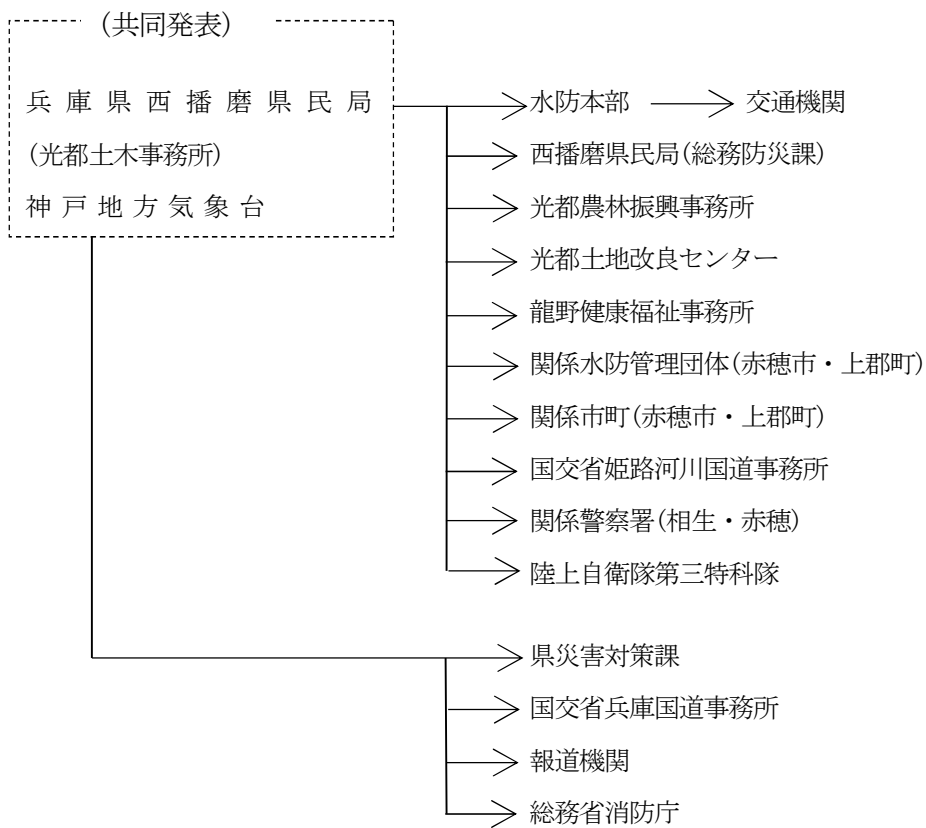 (共同発表)
兵庫県西播磨県民局
(光都土木事務所)
神戸地方気象台
水防本部 交通機関
西播磨県民局(総務防災課)
光都農林振興事務所
光都土地改良センター
龍野健康福祉事務所
関係水防管理団体(赤穂市・上郡町)
関係市町(赤穂市・上郡町)
国交省姫路河川国道事務所
関係警察署(相生・赤穂)
陸上自衛隊第三特科隊
県災害対策課
国交省兵庫国道事務所
報道機関
総務省消防庁